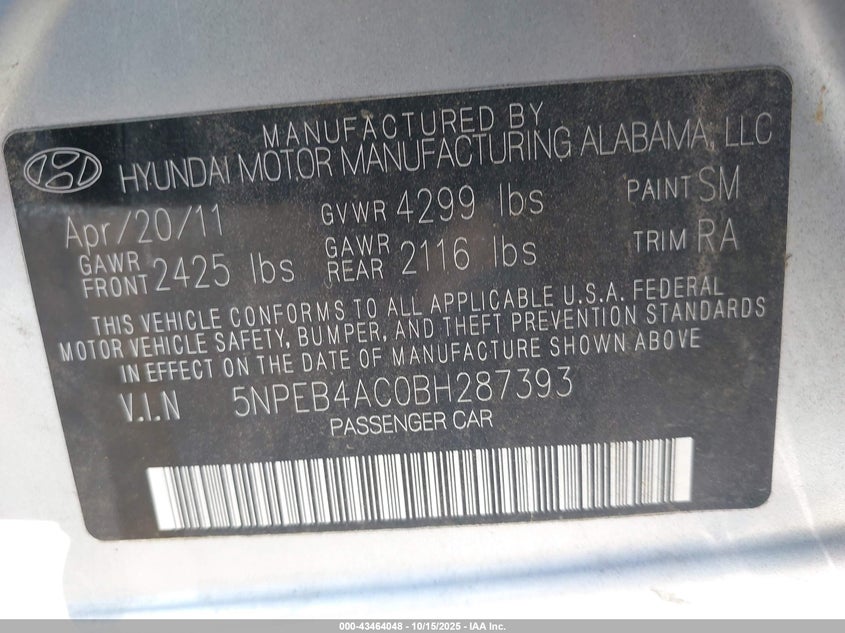 MANUFACTURED BY
HYUNDAI MOTOR MANUFACTURING ALABAMA, LLC
Apr/20/11 GVWR 4299 lbs PAINT SM
GAWR FRONT 2425 lbs GAWR REAR 2116 lbs TRIM RA
THIS VEHICLE CONFORMS TO ALL APPLICABLE U.S.A. FEDERAL
MOTOR VEHICLE SAFETY, BUMPER, AND THEFT PREVENTION STANDARDS
IN EFFECT ON THE DATE OF MANUFACTURE SHOWN ABOVE
V.I.N 5NPEB4AC0BH287393
PASSENGER CAR
000-43464048 - 10/15/2025 - IAA Inc.